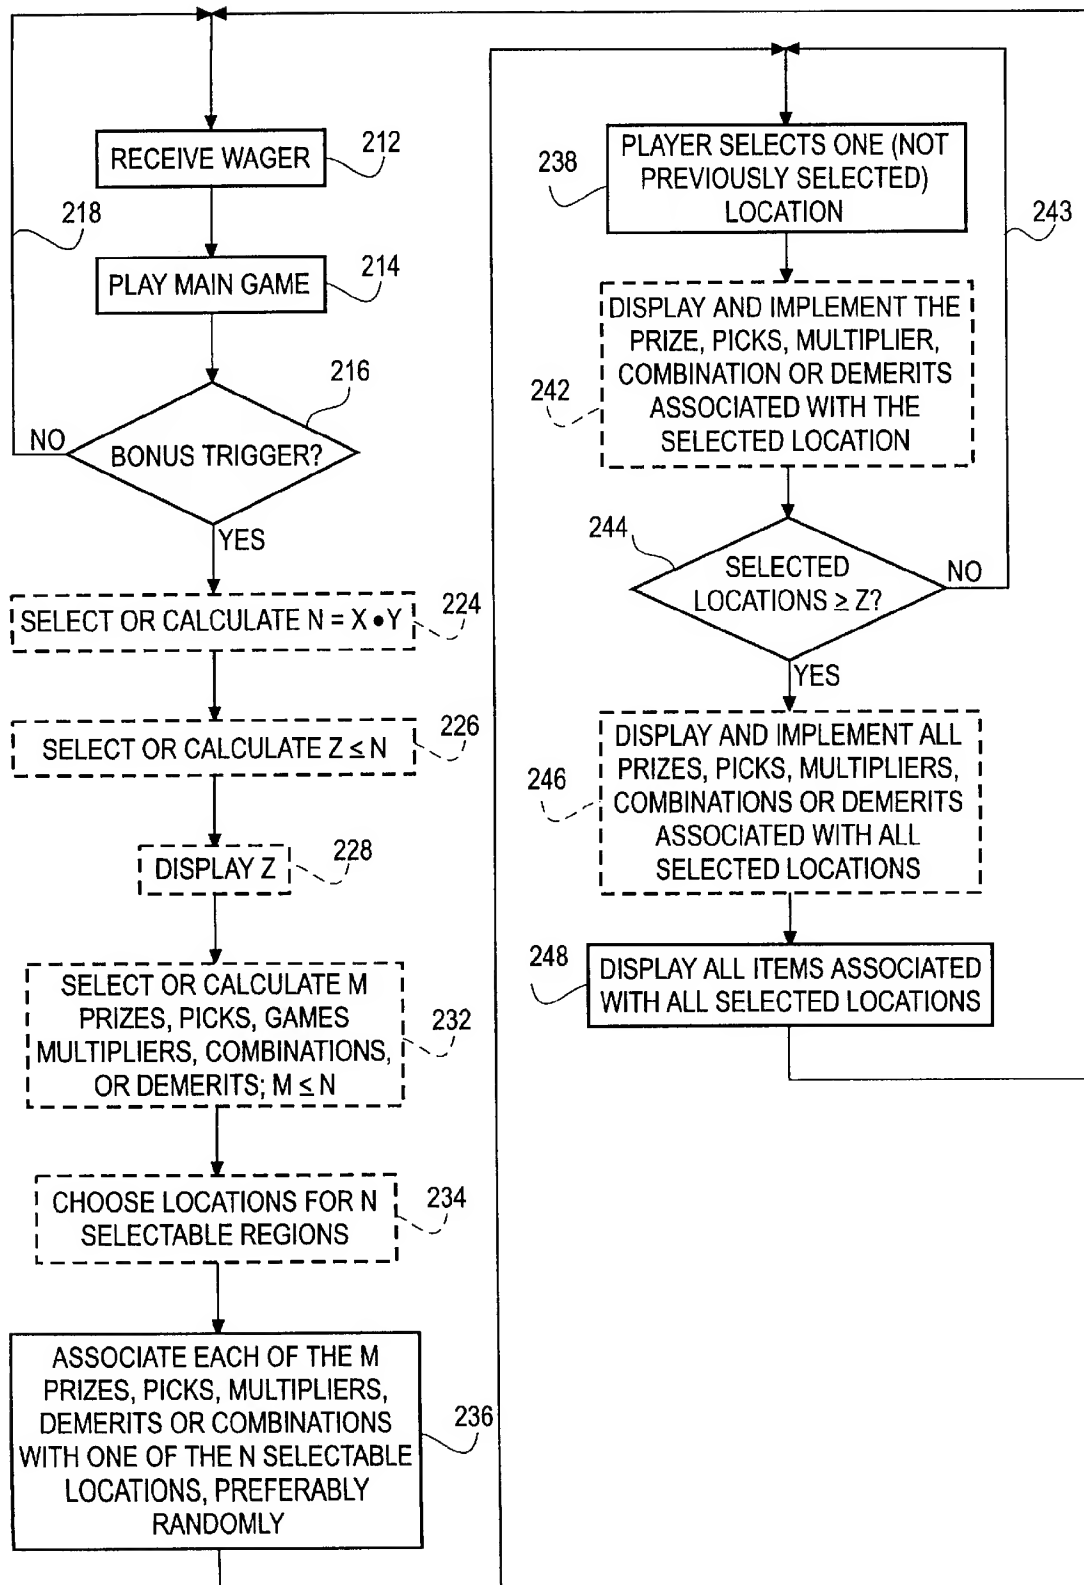 RECEIVE WAGER
212
218
PLAY MAIN GAME
214
216
NO
BONUS TRIGGER?
YES
SELECT OR CALCULATE N = X • Y
224
SELECT OR CALCULATE Z ≤ N
226
DISPLAY Z
228
SELECT OR CALCULATE M
PRIZES, PICKS, GAMES
MULTIPLIERS, COMBINATIONS,
OR DEMERITS; M ≤ N
232
CHOOSE LOCATIONS FOR N
SELECTABLE REGIONS
234
ASSOCIATE EACH OF THE M
PRIZES, PICKS, MULTIPLIERS,
DEMERITS OR COMBINATIONS
WITH ONE OF THE N SELECTABLE
LOCATIONS, PREFERABLY
RANDOMLY
236
238
PLAYER SELECTS ONE (NOT
PREVIOUSLY SELECTED)
LOCATION
243
DISPLAY AND IMPLEMENT THE
PRIZE, PICKS, MULTIPLIER,
COMBINATION OR DEMERITS
ASSOCIATED WITH THE
SELECTED LOCATION
242
244
SELECTED
LOCATIONS ≥ Z?
NO
YES
DISPLAY AND IMPLEMENT ALL
PRIZES, PICKS, MULTIPLIERS,
COMBINATIONS OR DEMERITS
ASSOCIATED WITH ALL
SELECTED LOCATIONS
246
248
DISPLAY ALL ITEMS ASSOCIATED
WITH ALL SELECTED LOCATIONS